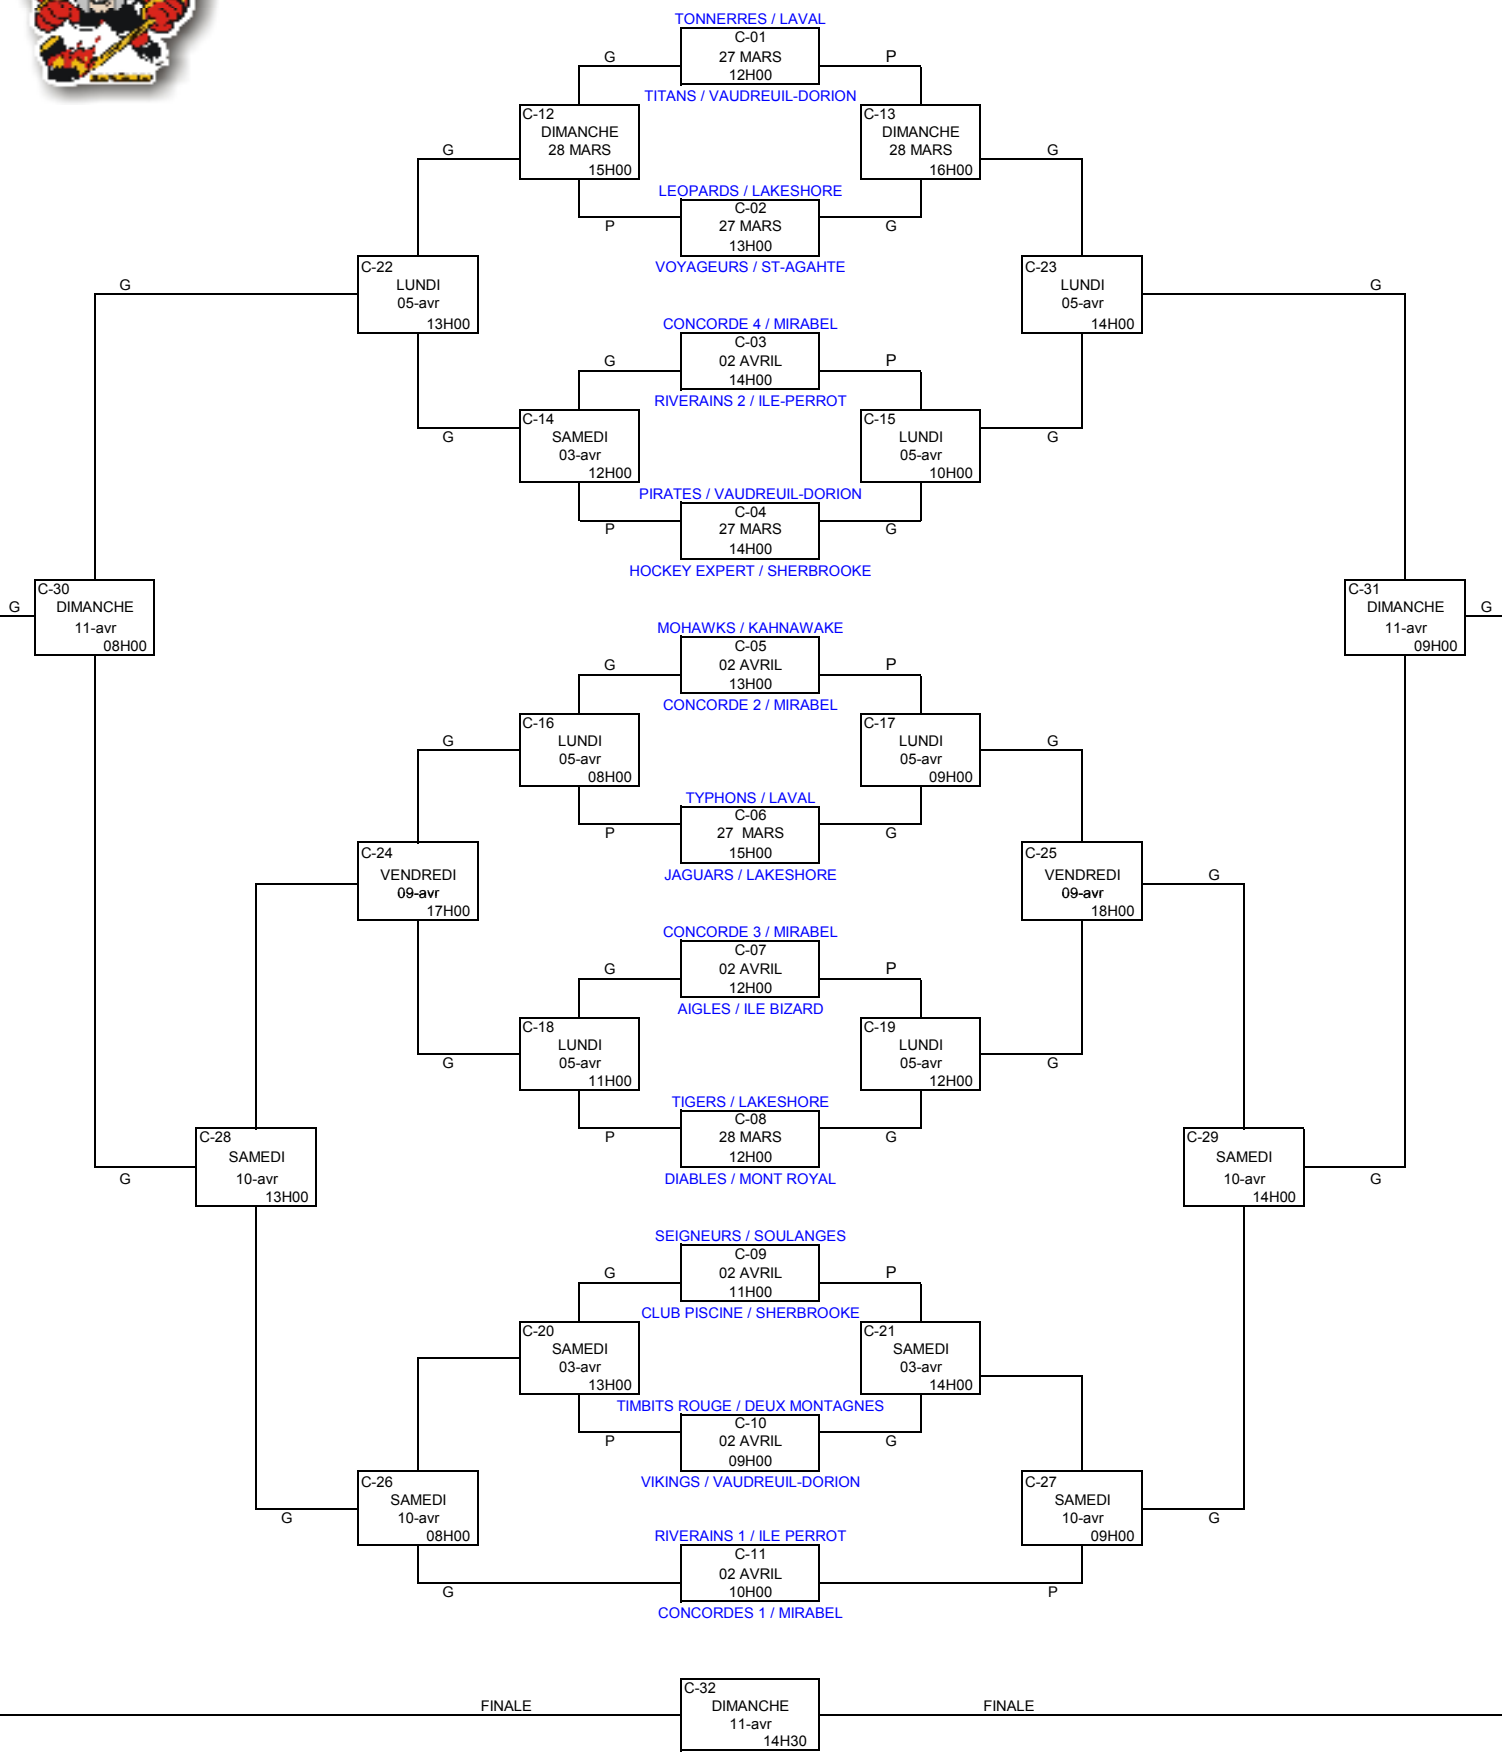 TONNERRES / LAVAL
C-01
G 27 MARS P
12H00
TITANS / VAUDREUIL-DORION
C-12 C-13
DIMANCHE DIMANCHE
G 28 MARS 28 MARS G
15H00 16H00
LEOPARDS / LAKESHORE
C-02
P 27 MARS G
13H00
VOYAGEURS / ST-AGAHTE
C-22 C-23
G LUNDI LUNDI G
05-avr 05-avr
13H00 14H00
CONCORDE 4 / MIRABEL
C-03
G 02 AVRIL P
14H00
RIVERAINS 2 / ILE-PERROT
C-14 C-15
G SAMEDI LUNDI G
03-avr 05-avr
12H00 10H00
PIRATES / VAUDREUIL-DORION
C-04
P 27 MARS G
14H00
HOCKEY EXPERT / SHERBROOKE
C-30 C-31
G DIMANCHE DIMANCHE G
11-avr 11-avr
08H00 09H00
MOHAWKS / KAHNAWAKE
C-05
G 02 AVRIL P
13H00
CONCORDE 2 / MIRABEL
C-16 C-17
G LUNDI LUNDI G
05-avr 05-avr
08H00 09H00
TYPHONS / LAVAL
C-06
P 27 MARS G
15H00
JAGUARS / LAKESHORE
C-24 C-25
VENDREDI VENDREDI G
09-avr 09-avr
17H00 18H00
CONCORDE 3 / MIRABEL
C-07
G 02 AVRIL P
12H00
AIGLES / ILE BIZARD
C-18 C-19
LUNDI LUNDI
G 05-avr 05-avr G
11H00 12H00
TIGERS / LAKESHORE
C-08
P 28 MARS G
12H00
DIABLES / MONT ROYAL
C-28 C-29
SAMEDI SAMEDI
G 10-avr 10-avr G
13H00 14H00
SEIGNEURS / SOULANGES
C-09
G 02 AVRIL P
11H00
CLUB PISCINE / SHERBROOKE
C-20 C-21
SAMEDI SAMEDI
03-avr 03-avr
13H00 14H00
TIMBITS ROUGE / DEUX MONTAGNES
C-10
P 02 AVRIL G
09H00
VIKINGS / VAUDREUIL-DORION
C-26 C-27
SAMEDI SAMEDI
G 10-avr 10-avr G
08H00 09H00
RIVERAINS 1 / ILE PERROT
C-11
02 AVRIL
G 10H00 P
CONCORDES 1 / MIRABEL
C-32
FINALE DIMANCHE FINALE
11-avr
14H30